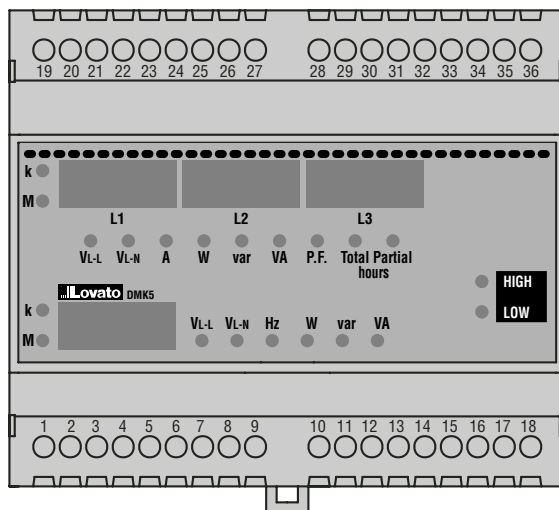 19 20 21 22 23 24 25 26 27 28 29 30 31 32 33 34 35 36
k
M
L1 L2 L3
VL-L VL-N A W var VA P.F. Total Partial
hours
HIGH
LOW
Lovato DMK5
k
M
VL-L VL-N Hz W var VA
1 2 3 4 5 6 7 8 9 10 11 12 13 14 15 16 17 18